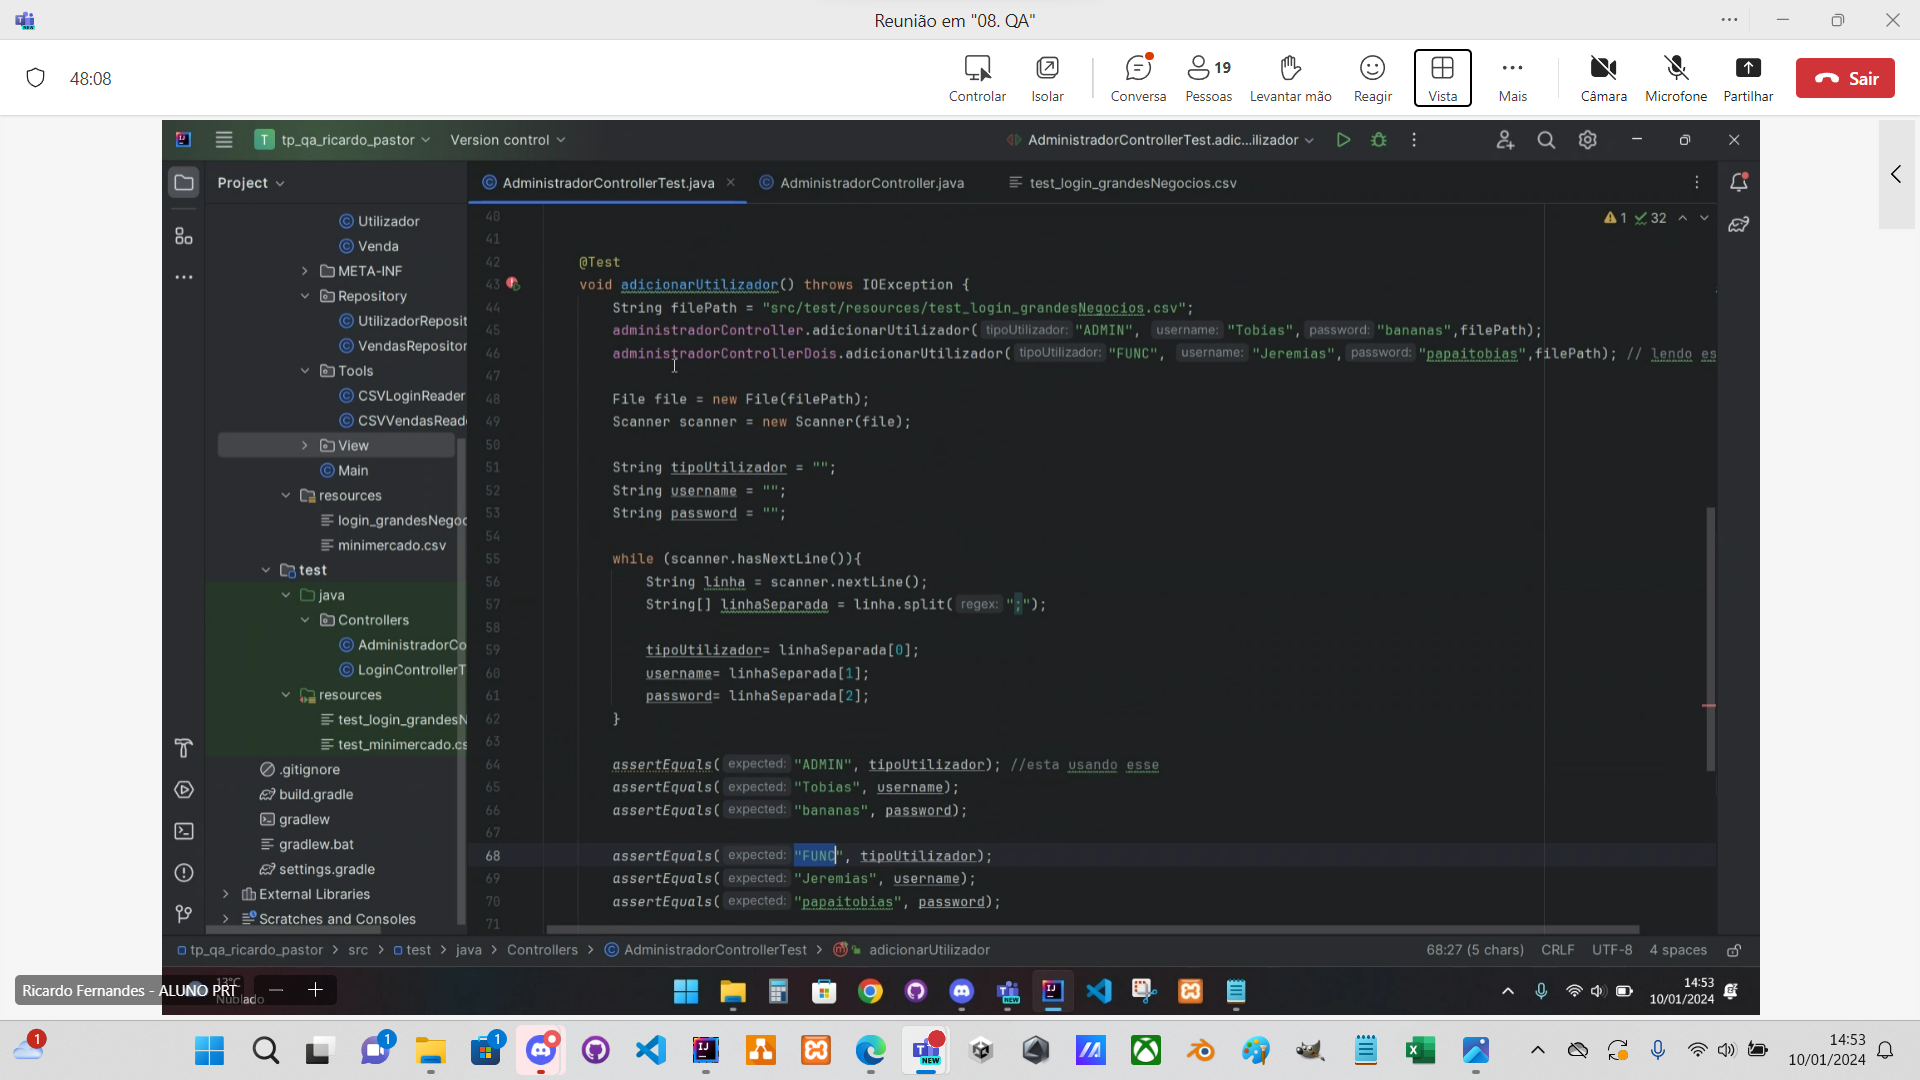 Reunião em "08. QA"
48:08
Controlar
Isolar
Conversa
19
Pessoas
Levantar mão
Reagir
Vista
Mais
Câmara
Microfone
Partilhar
Sair
T tp_qa_ricardo_pastor
Version control
AdministradorControllerTest.adic...ilizador
Project
AdministradorControllerTest.java
AdministradorController.java
test_login_grandesNegocios.csv
Utilizador
Venda
META-INF
Repository
UtilizadorReposit
VendasRepositor
Tools
CSVLoginReader
CSVVendasRead
View
Main
resources
login_grandesNego
minimercado.csv
test
java
Controllers
AdministradorCo
LoginControllerT
resources
test_login_grandesN
test_minimercado.cs
.gitignore
build.gradle
gradlew
gradlew.bat
settings.gradle
External Libraries
Scratches and Consoles
1 32
40
41
42 @Test
43 void adicionarUtilizador() throws IOException {
44 String filePath = "src/test/resources/test_login_grandesNegocios.csv";
45 administradorController.adicionarUtilizador( tipoUtilizador: "ADMIN", username: "Tobias", password: "bananas",filePath);
46 administradorControllerDois.adicionarUtilizador( tipoUtilizador: "FUNC", username: "Jeremias", password: "papaitobias",filePath); // lendo es
47
48 File file = new File(filePath);
49 Scanner scanner = new Scanner(file);
50
51 String tipoUtilizador = "";
52 String username = "";
53 String password = "";
54
55 while (scanner.hasNextLine()){
56 String linha = scanner.nextLine();
57 String[] linhaSeparada = linha.split( regex: ";");
58
59 tipoUtilizador= linhaSeparada[0];
60 username= linhaSeparada[1];
61 password= linhaSeparada[2];
62 }
63
64 assertEquals( expected: "ADMIN", tipoUtilizador); //esta usando esse
65 assertEquals( expected: "Tobias", username);
66 assertEquals( expected: "bananas", password);
67
68 assertEquals( expected: "FUNC", tipoUtilizador);
69 assertEquals( expected: "Jeremias", username);
70 assertEquals( expected: "papaitobias", password);
71
tp_qa_ricardo_pastor > src > test > java > Controllers > AdministradorControllerTest > adicionarUtilizador
68:27 (5 chars) CRLF UTF-8 4 spaces
Ricardo Fernandes - ALUNO PRT
13°C
Nublado
14:53
10/01/2024
1
1
1
NEW
14:53
10/01/2024